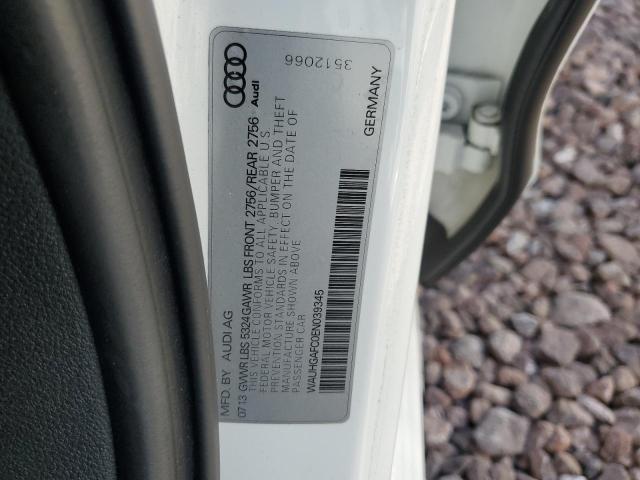 MFD. BY AUDI AG
07 13 GVWR LBS 5324 GAWR LBS FRONT 2756/REAR 2756
THIS VEHICLE CONFORMS TO ALL APPLICABLE U.S.
FEDERAL MOTOR VEHICLE SAFETY, BUMPER AND THEFT
PREVENTION STANDARDS IN EFFECT ON THE DATE OF
MANUFACTURE SHOWN ABOVE
PASSENGER CAR
WAUHGAFC0EN039345
Audi
3512066
GERMANY